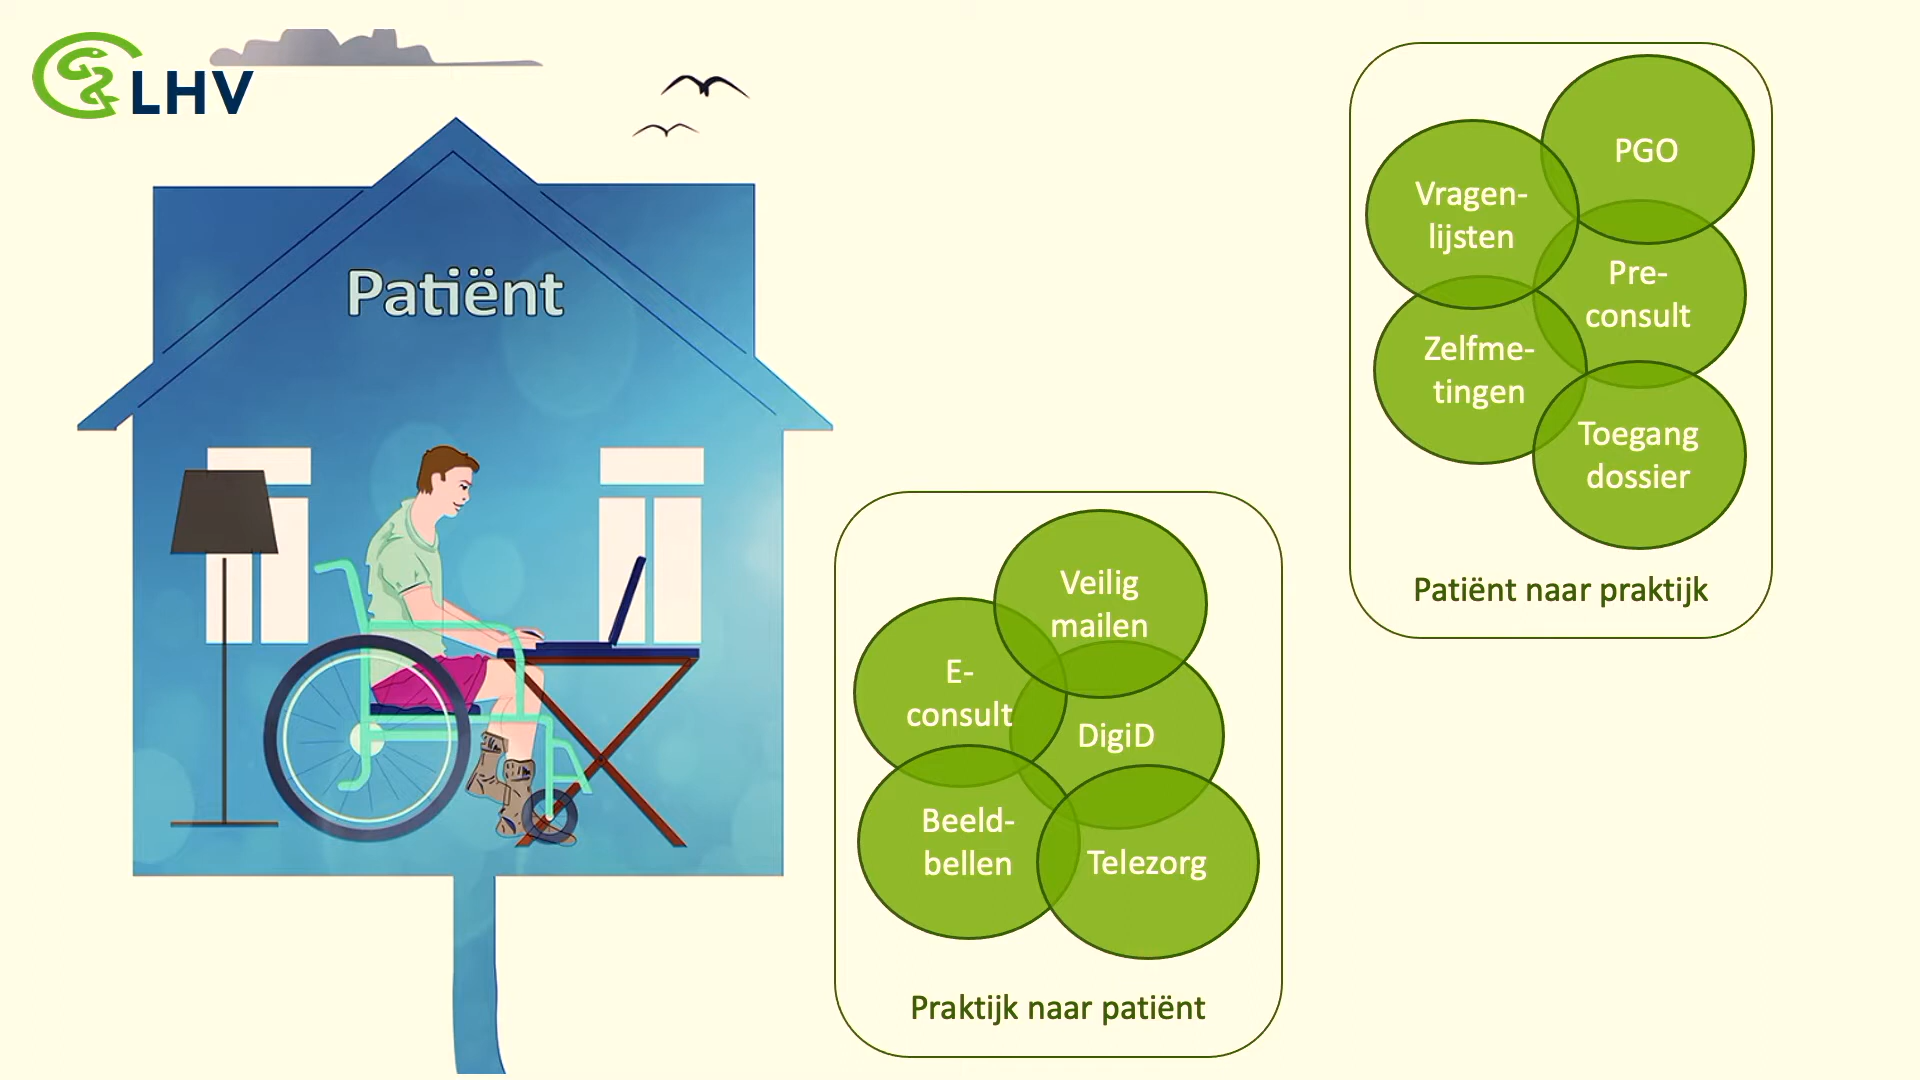 LHV
Patiënt
PGO
Vragen-
lijsten
Pre-
consult
Zelfme-
tingen
Toegang
dossier
Patiënt naar praktijk
Veilig
mailen
E-
consult
DigiD
Beeld-
bellen
Telezorg
Praktijk naar patiënt